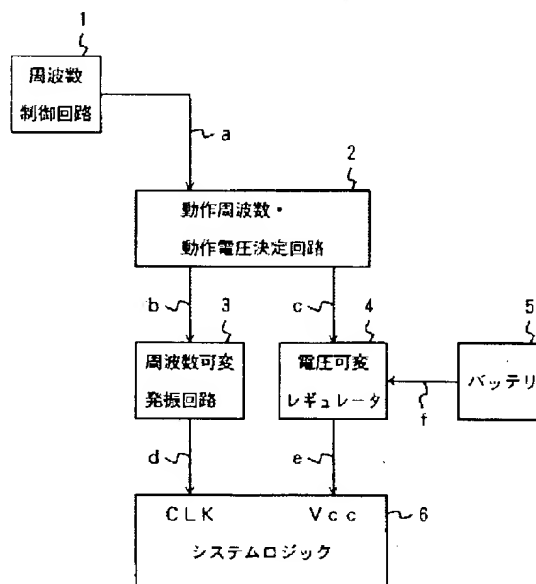 1
周波数
制御回路
a
2
動作周波数・
動作電圧決定回路
b
3
c
4
5
周波数可変
発振回路
電圧可変
レギュレータ
バッテリ
f
d
e
CLK
Vcc
6
システムロジック